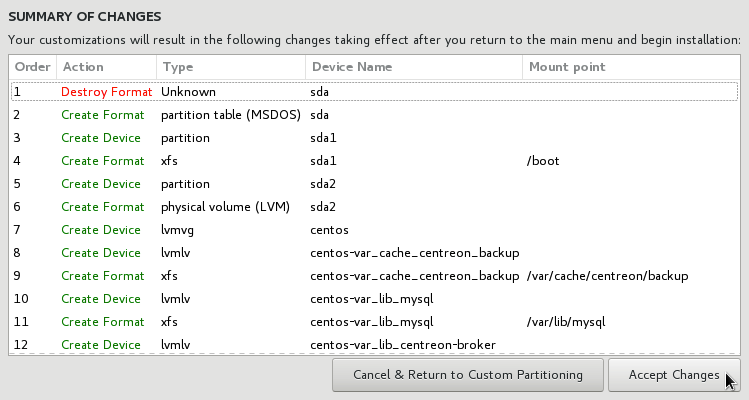 SUMMARY OF CHANGES
Your customizations will result in the following changes taking effect after you return to the main menu and begin installation:
Order Action Type Device Name Mount point
1 Destroy Format Unknown sda
2 Create Format partition table (MSDOS) sda
3 Create Device partition sda1
4 Create Format xfs sda1 /boot
5 Create Device partition sda2
6 Create Format physical volume (LVM) sda2
7 Create Device lvmvg centos
8 Create Device lvmlv centos-var_cache_centreon_backup
9 Create Format xfs centos-var_cache_centreon_backup /var/cache/centreon/backup
10 Create Device lvmlv centos-var_lib_mysql
11 Create Format xfs centos-var_lib_mysql /var/lib/mysql
12 Create Device lvmlv centos-var_lib_centreon-broker
Cancel & Return to Custom Partitioning Accept Changes